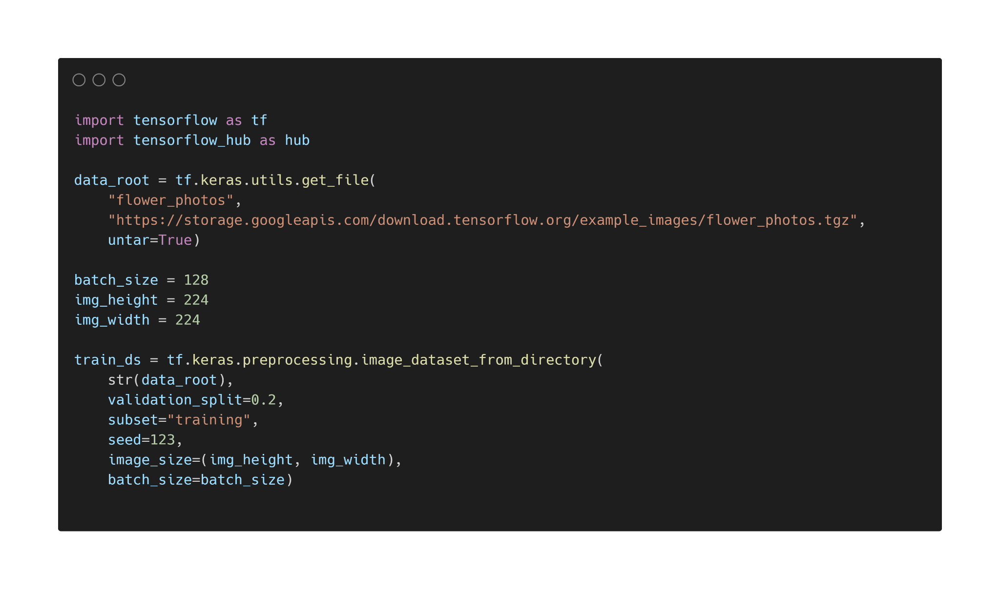 import tensorflow as tf
import tensorflow_hub as hub

data_root = tf.keras.utils.get_file(
    "flower_photos",
    "https://storage.googleapis.com/download.tensorflow.org/example_images/flower_photos.tgz",
    untar=True)

batch_size = 128
img_height = 224
img_width = 224

train_ds = tf.keras.preprocessing.image_dataset_from_directory(
    str(data_root),
    validation_split=0.2,
    subset="training",
    seed=123,
    image_size=(img_height, img_width),
    batch_size=batch_size)